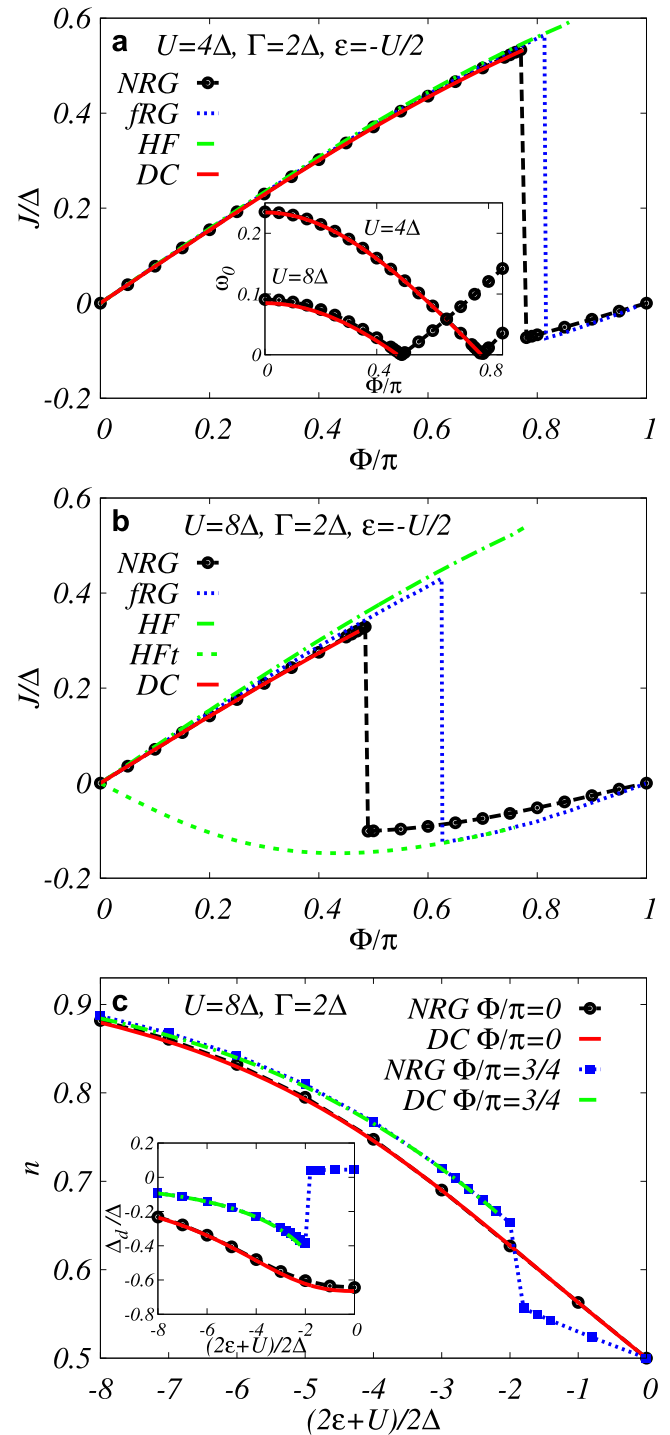 a U=4Δ, Γ=2Δ, ε=-U/2
NRG
fRG
HF
DC
J/Δ
0.6
0.4
0.2
0
-0.2
0 0.2 0.4 0.6 0.8 1
Φ/π
U=4Δ
U=8Δ
ω0
0.2
0.1
0
0 0.4 0.8
Φ/π
b U=8Δ, Γ=2Δ, ε=-U/2
NRG
fRG
HF
HFt
DC
J/Δ
0.6
0.4
0.2
0
-0.2
0 0.2 0.4 0.6 0.8 1
Φ/π
c U=8Δ, Γ=2Δ
NRG Φ/π=0
DC Φ/π=0
NRG Φ/π=3/4
DC Φ/π=3/4
n
0.9
0.8
0.7
0.6
0.5
-8 -7 -6 -5 -4 -3 -2 -1 0
(2ε+U)/2Δ
Δd/Δ
0.2
0
-0.2
-0.4
-0.6
-0.8
-8 -6 -4 -2 0
(2ε+U)/2Δ